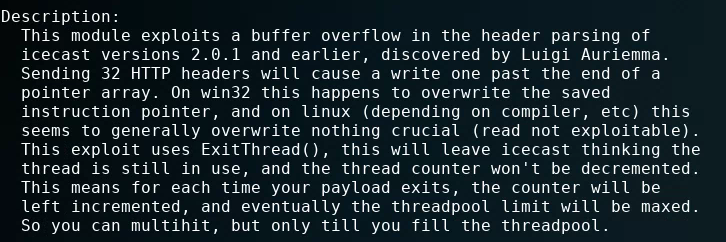 Description:
This module exploits a buffer overflow in the header parsing of
icecast versions 2.0.1 and earlier, discovered by Luigi Auriemma.
Sending 32 HTTP headers will cause a write one past the end of a
pointer array. On win32 this happens to overwrite the saved
instruction pointer, and on linux (depending on compiler, etc) this
seems to generally overwrite nothing crucial (read not exploitable).
This exploit uses ExitThread(), this will leave icecast thinking the
thread is still in use, and the thread counter won't be decremented.
This means for each time your payload exits, the counter will be
left incremented, and eventually the threadpool limit will be maxed.
So you can multihit, but only till you fill the threadpool.